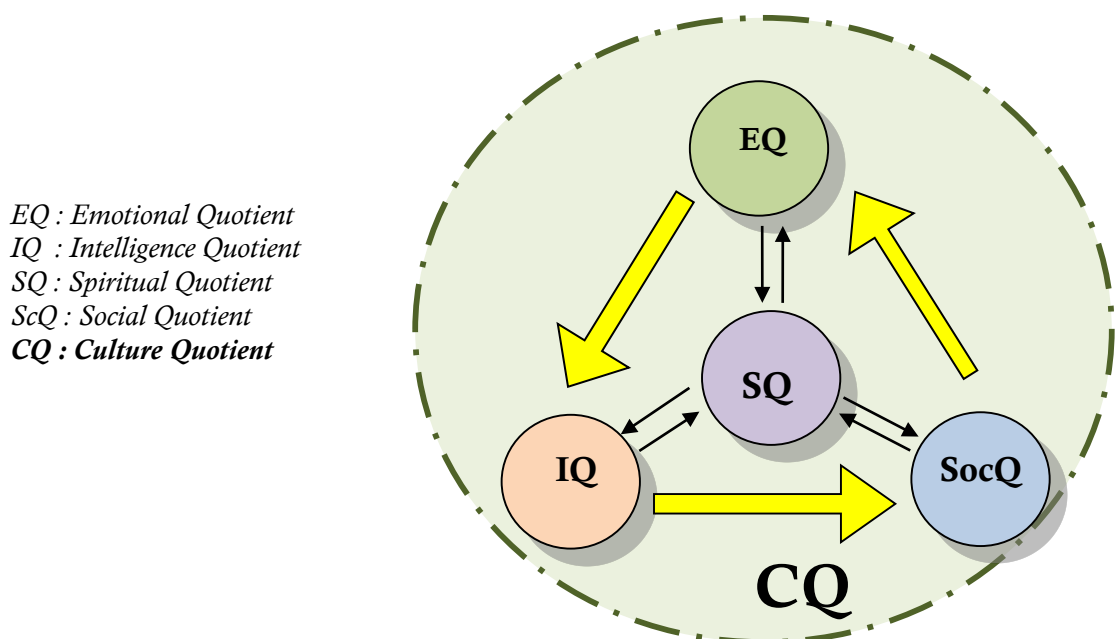 EQ : Emotional Quotient
IQ : Intelligence Quotient
SQ : Spiritual Quotient
ScQ : Social Quotient
CQ : Culture Quotient
EQ
SQ
IQ
SocQ
CQ